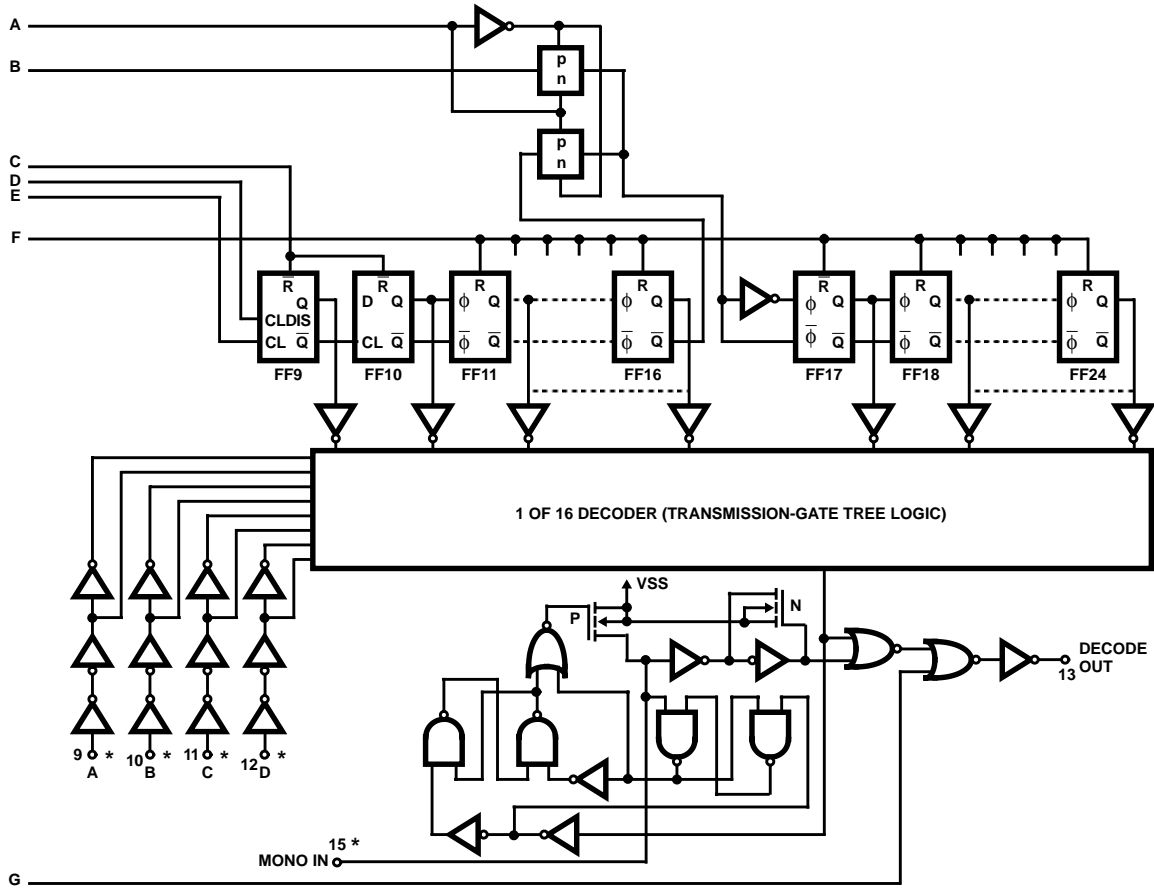 A
B
p
n
p
n
C
D
E
F
R̅
Q
CLDIS
CL Q̅
FF9
R̅
D Q
CL Q̅
FF10
R
ϕ Q
ϕ̅ Q̅
FF11
R
ϕ Q
ϕ̅ Q̅
FF16
R̅
ϕ Q
ϕ̅ Q̅
FF17
R
ϕ Q
ϕ̅ Q̅
FF18
R
ϕ Q
ϕ̅ Q̅
FF24
1 OF 16 DECODER (TRANSMISSION-GATE TREE LOGIC)
VSS
P
N
DECODE
OUT
13
9 *
A
10 *
B
11 *
C
12 *
D
15 *
MONO IN
G